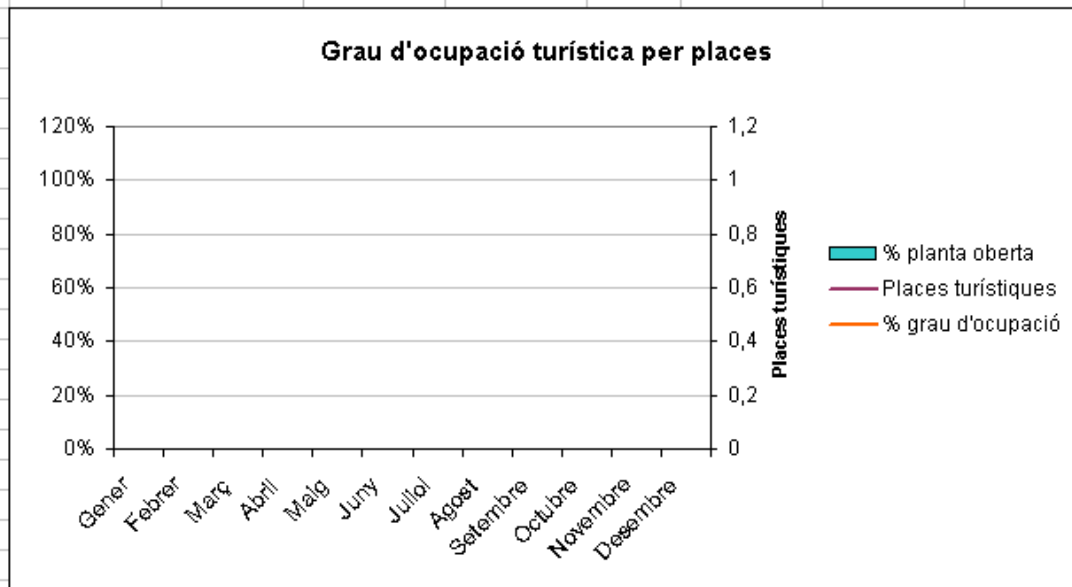 Grau d'ocupació turística per places
120%
100%
80%
60%
40%
20%
0%
1,2
1
0,8
0,6
0,4
0,2
0
Places turístiques
Gener
Febrer
Març
Abril
Maig
Juny
Juliol
Agost
Setembre
Octubre
Novembre
Desembre
% planta oberta
Places turístiques
% grau d'ocupació